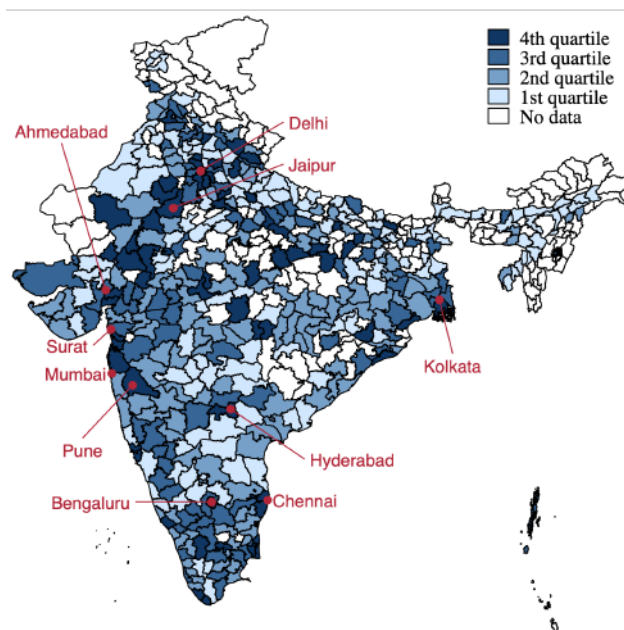 4th quartile
3rd quartile
2nd quartile
1st quartile
No data
Delhi
Ahmedabad
Jaipur
Surat
Mumbai
Kolkata
Pune
Hyderabad
Bengaluru
Chennai